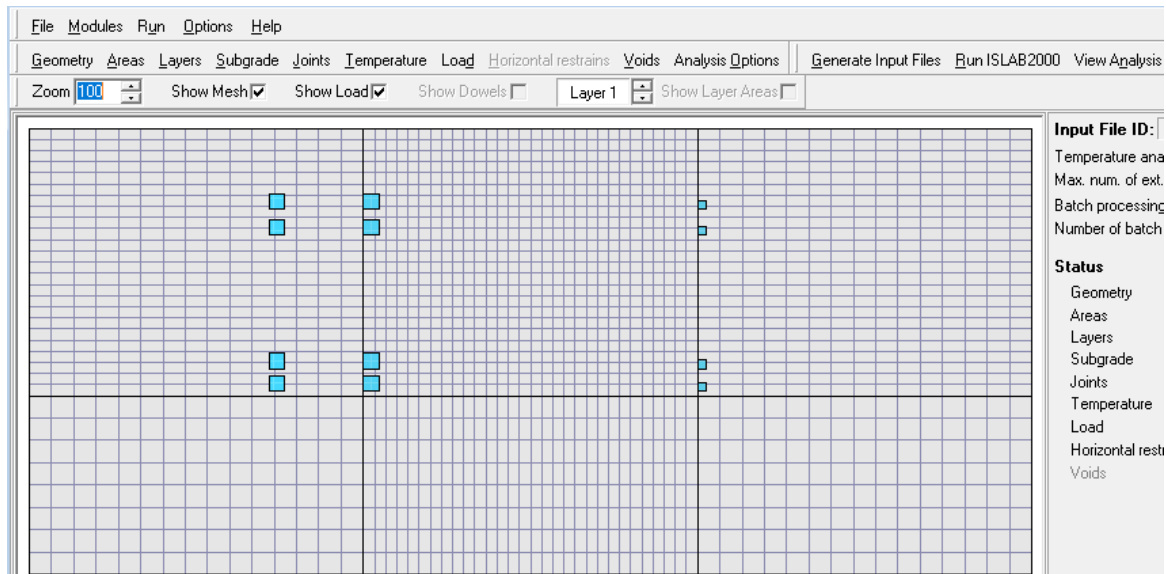 File Modules Run Options Help
Geometry Areas Layers Subgrade Joints Temperature Load Horizontal restrains Voids Analysis Options Generate Input Files Run ISLAB2000 View Analysis
Zoom 100 Show Mesh Show Load Show Dowels Layer 1 Show Layer Areas
Input File ID:
Temperature ana
Max. num. of ext.
Batch processing
Number of batch
Status
Geometry
Areas
Layers
Subgrade
Joints
Temperature
Load
Horizontal restr
Voids